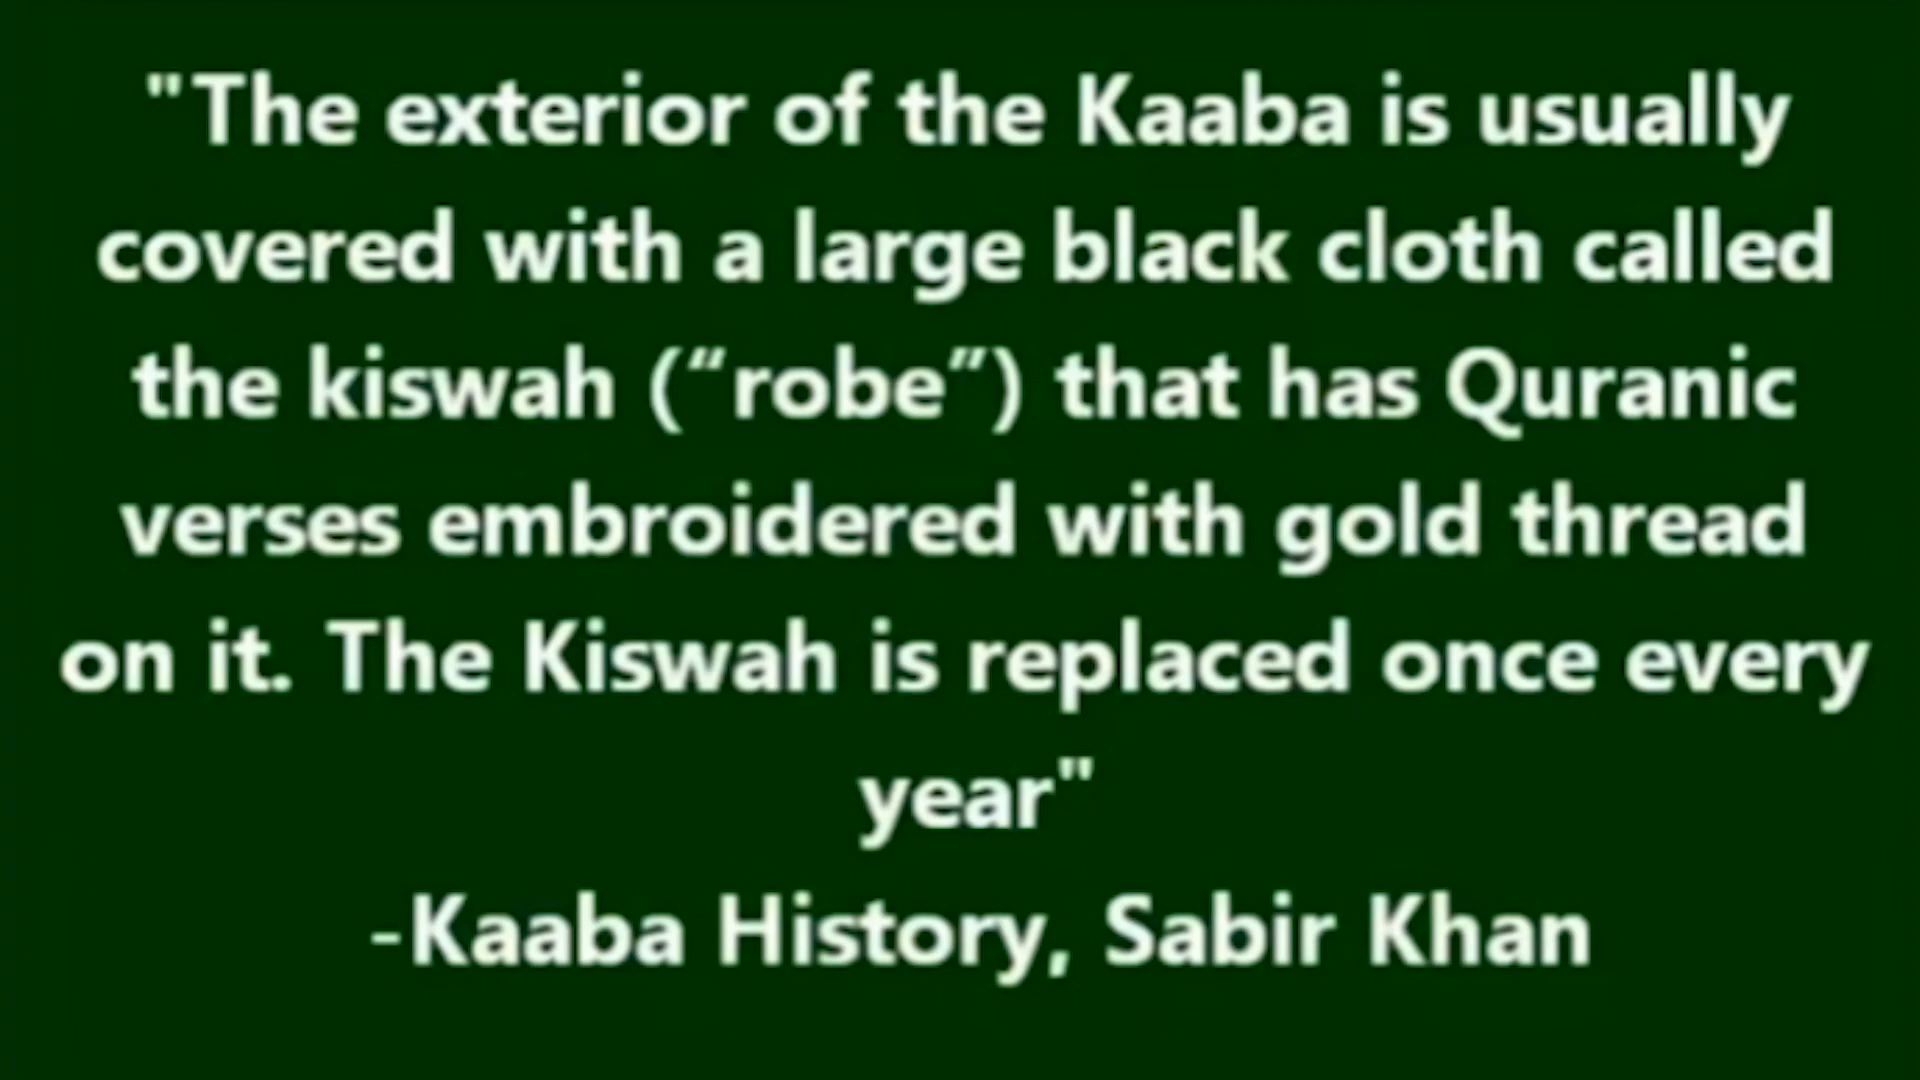 "The exterior of the Kaaba is usually
covered with a large black cloth called
the kiswah (“robe”) that has Quranic
verses embroidered with gold thread
on it. The Kiswah is replaced once every
year"
-Kaaba History, Sabir Khan